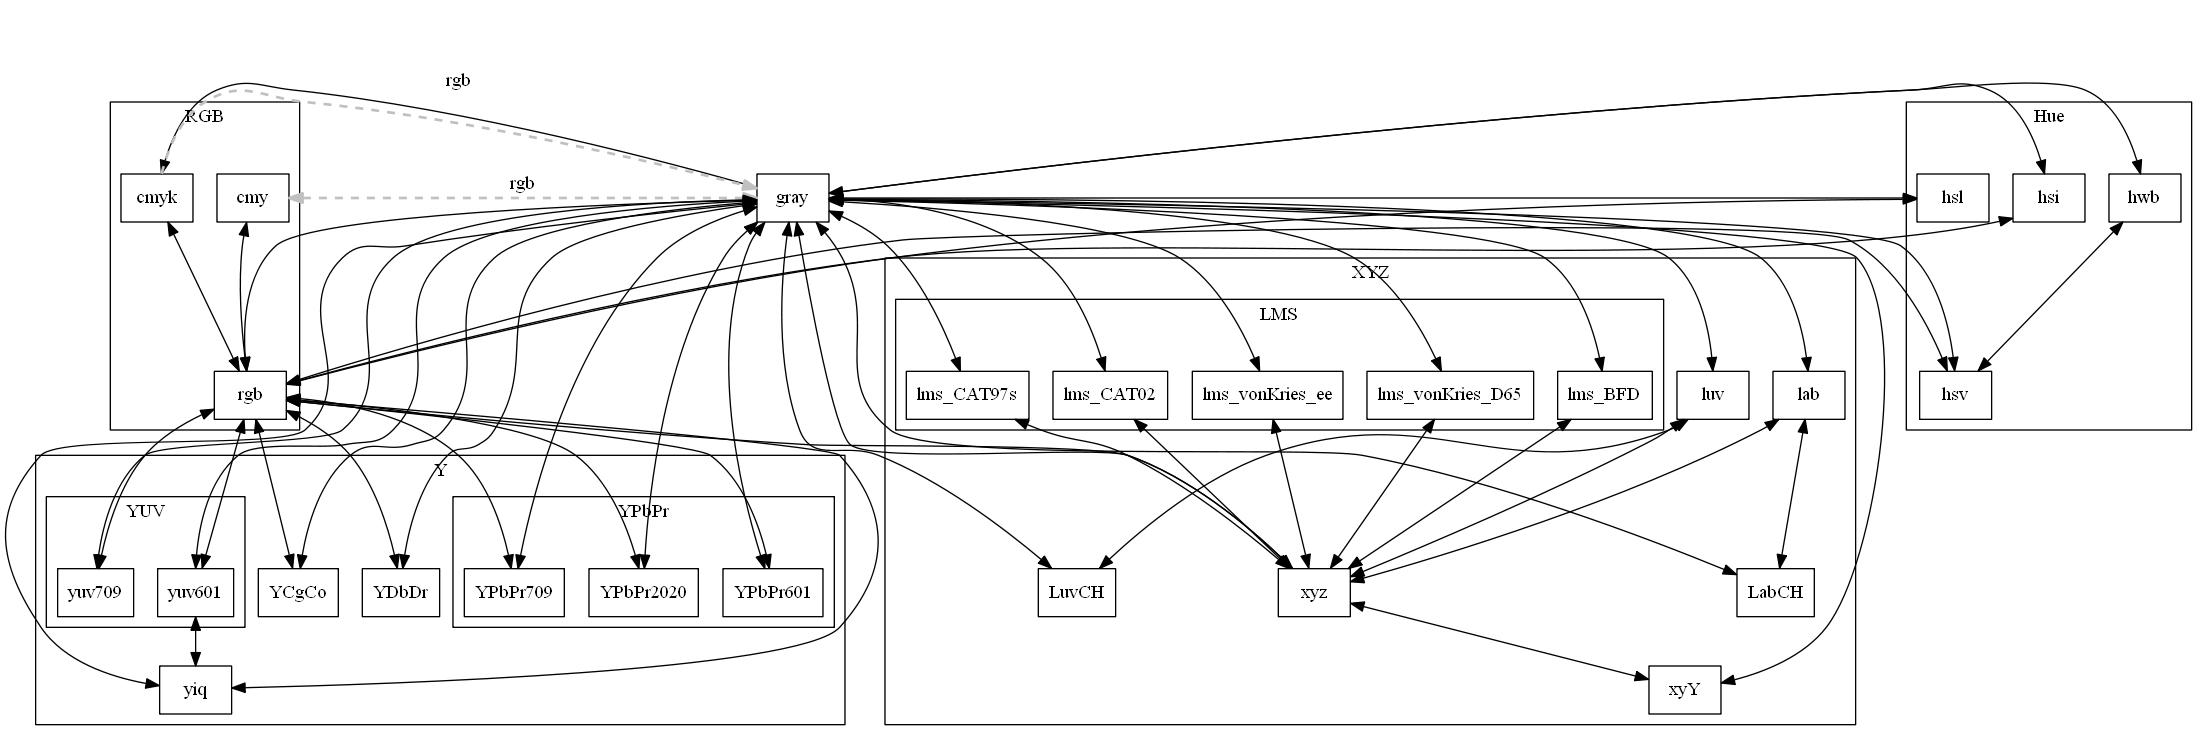 rgb
RGB
Hue
cmyk
cmy
rgb
gray
hsl
hsi
hwb
XYZ
LMS
rgb
lms_CAT97s
lms_CAT02
lms_vonKries_ee
lms_vonKries_D65
lms_BFD
luv
lab
hsv
Y
YUV
YPbPr
yuv709
yuv601
YCgCo
YDbDr
YPbPr709
YPbPr2020
YPbPr601
LuvCH
xyz
LabCH
yiq
xyY